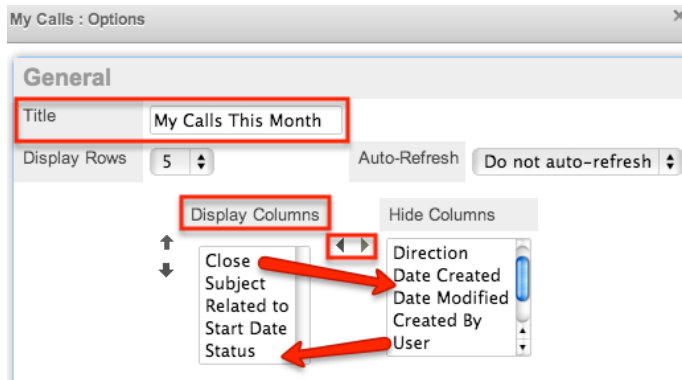 My Calls : Options
General
Title
My Calls This Month
Display Rows
5
Auto-Refresh
Do not auto-refresh
Display Columns
Hide Columns
Close
Subject
Related to
Start Date
Status
Direction
Date Created
Date Modified
Created By
User